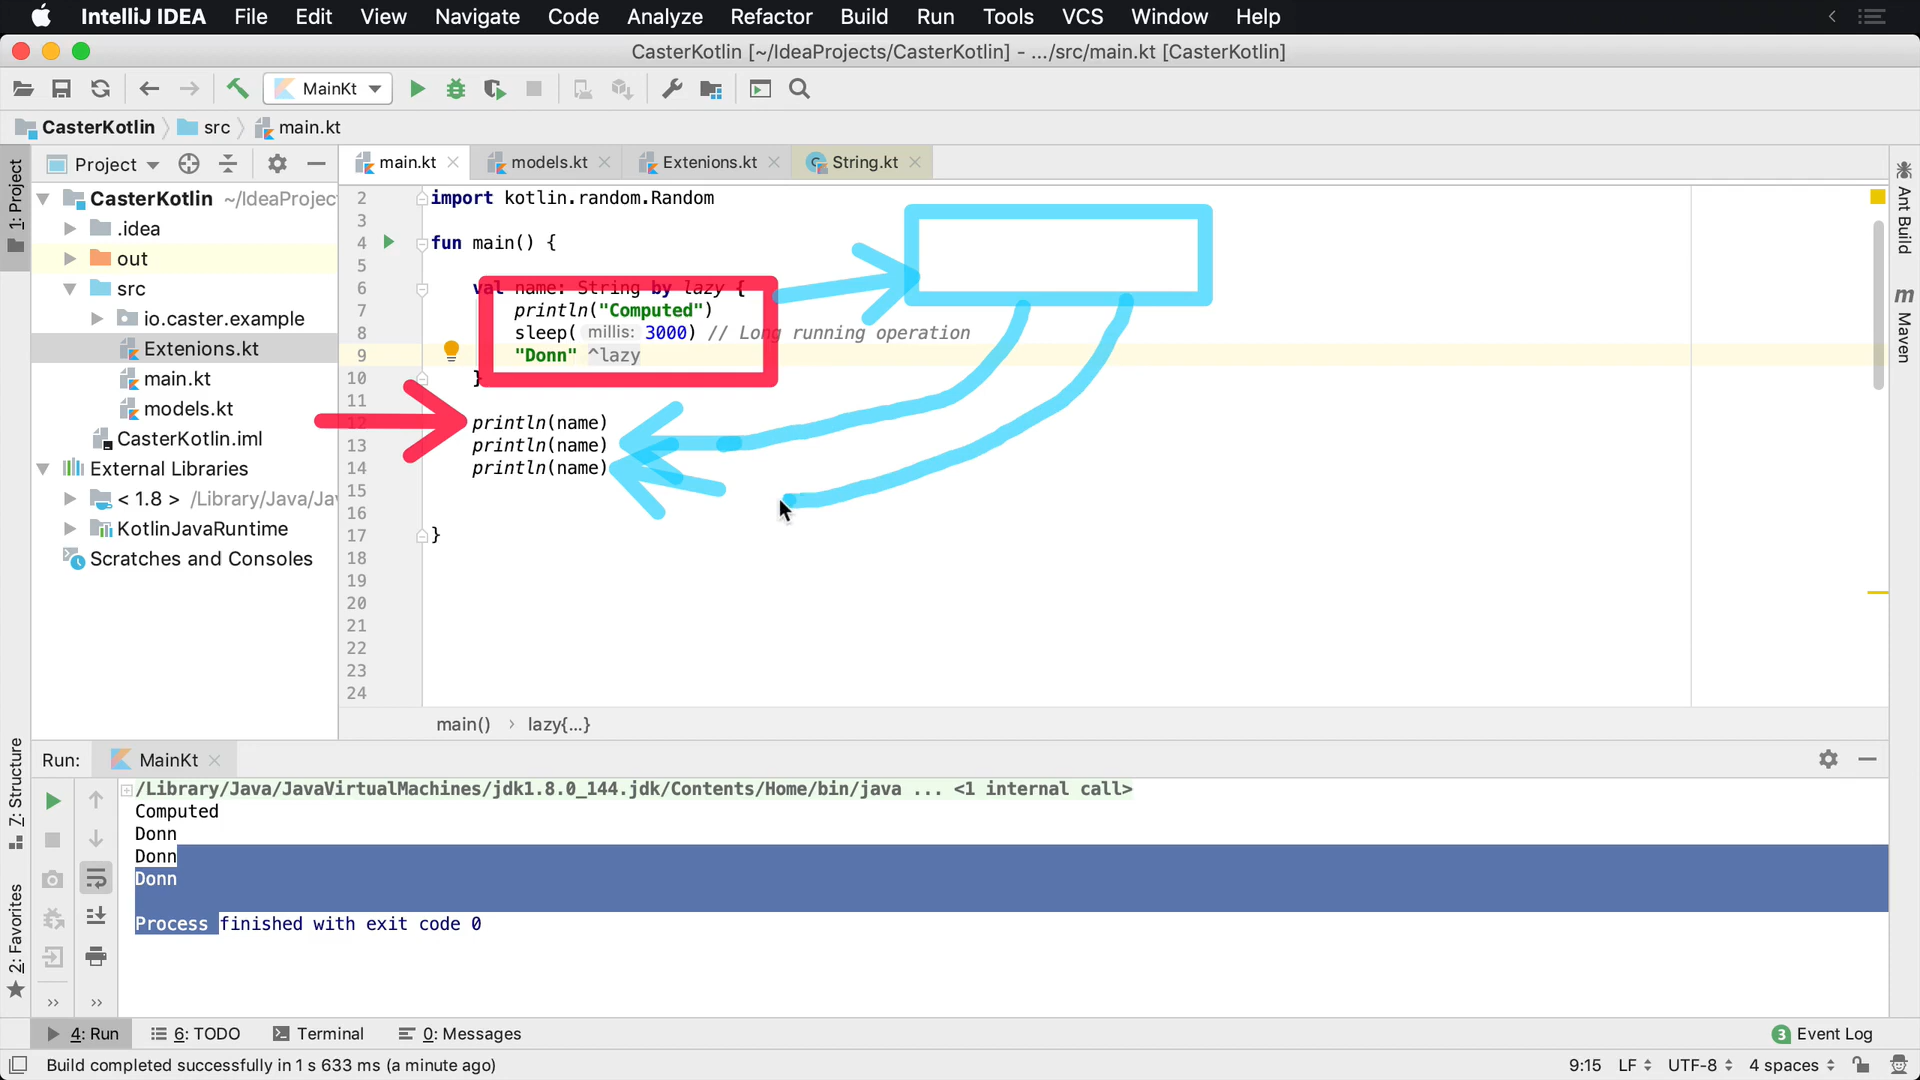 IntelliJ IDEA File Edit View Navigate Code Analyze Refactor Build Run Tools VCS Window Help
CasterKotlin [~/IdeaProjects/CasterKotlin] - .../src/main.kt [CasterKotlin]
MainKt
CasterKotlin src main.kt
1: Project
Project
main.kt models.kt Extenions.kt String.kt
CasterKotlin ~/IdeaProjec
.idea
out
src
io.caster.example
Extenions.kt
main.kt
models.kt
CasterKotlin.iml
External Libraries
< 1.8 > /Library/Java/Ja
KotlinJavaRuntime
Scratches and Consoles
2 import kotlin.random.Random
3
4 fun main() {
5
6 val name: String by lazy {
7 println("Computed")
8 sleep( millis: 3000) // Long running operation
9 "Donn" ^lazy
10 }
11
12 println(name)
13 println(name)
14 println(name)
15
16
17 }
18
19
20
21
22
23
24
main() › lazy{...}
Ant Build
m Maven
Z: Structure
2: Favorites
Run: MainKt
/Library/Java/JavaVirtualMachines/jdk1.8.0_144.jdk/Contents/Home/bin/java ... <1 internal call>
Computed
Donn
Donn
Donn
Process finished with exit code 0
4: Run 6: TODO Terminal 0: Messages 3 Event Log
Build completed successfully in 1 s 633 ms (a minute ago) 9:15 LF UTF-8 4 spaces